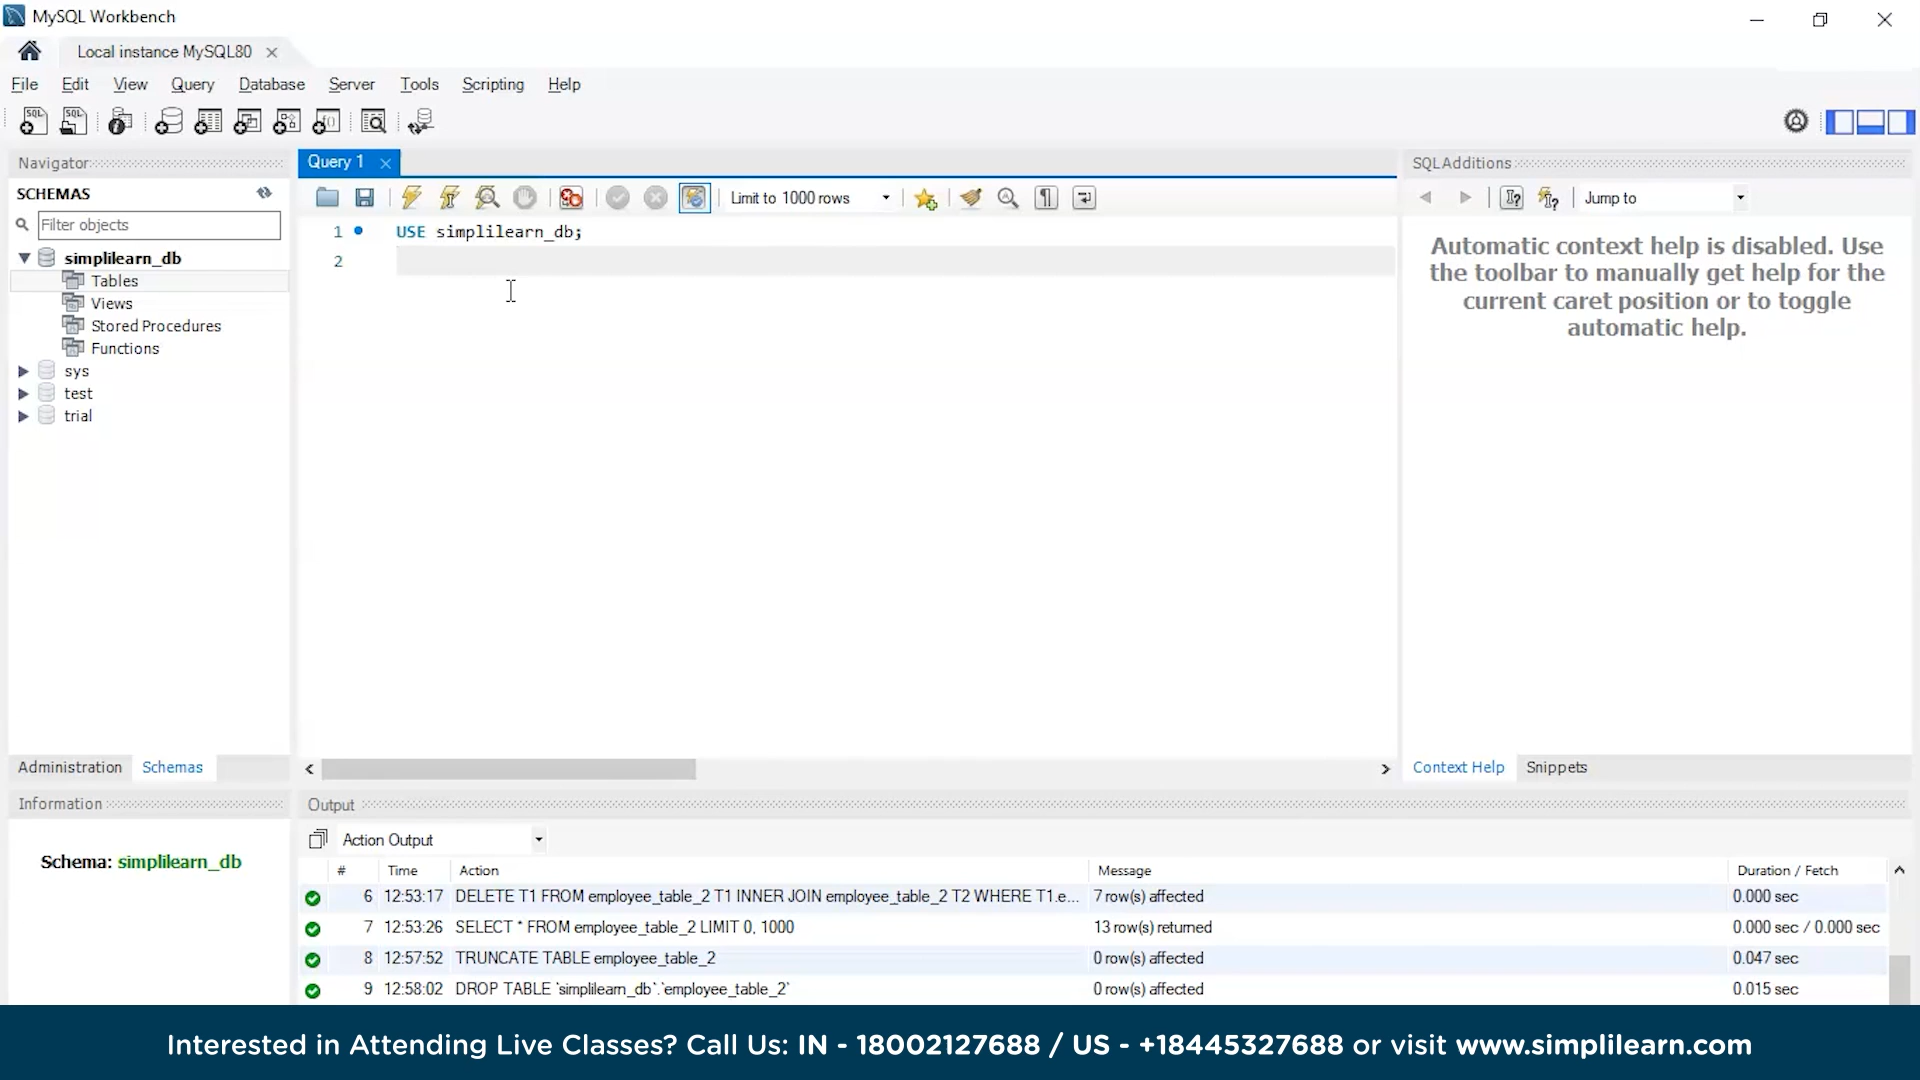 MySQL Workbench
Local instance MySQL80
File Edit View Query Database Server Tools Scripting Help
Navigator
SCHEMAS
Filter objects
simplilearn_db
Tables
Views
Stored Procedures
Functions
sys
test
trial
Administration Schemas
Information
Schema: simplilearn_db
Query 1
Limit to 1000 rows
1 USE simplilearn_db;
2
SQLAdditions
Jump to
Automatic context help is disabled. Use
the toolbar to manually get help for the
current caret position or to toggle
automatic help.
Context Help Snippets
Output
Action Output
# Time Action Message Duration / Fetch
6 12:53:17 DELETE T1 FROM employee_table_2 T1 INNER JOIN employee_table_2 T2 WHERE T1.e... 7 row(s) affected 0.000 sec
7 12:53:26 SELECT * FROM employee_table_2 LIMIT 0, 1000 13 row(s) returned 0.000 sec / 0.000 sec
8 12:57:52 TRUNCATE TABLE employee_table_2 0 row(s) affected 0.047 sec
9 12:58:02 DROP TABLE `simplilearn_db`.`employee_table_2` 0 row(s) affected 0.015 sec
Interested in Attending Live Classes? Call Us: IN - 18002127688 / US - +18445327688 or visit www.simplilearn.com